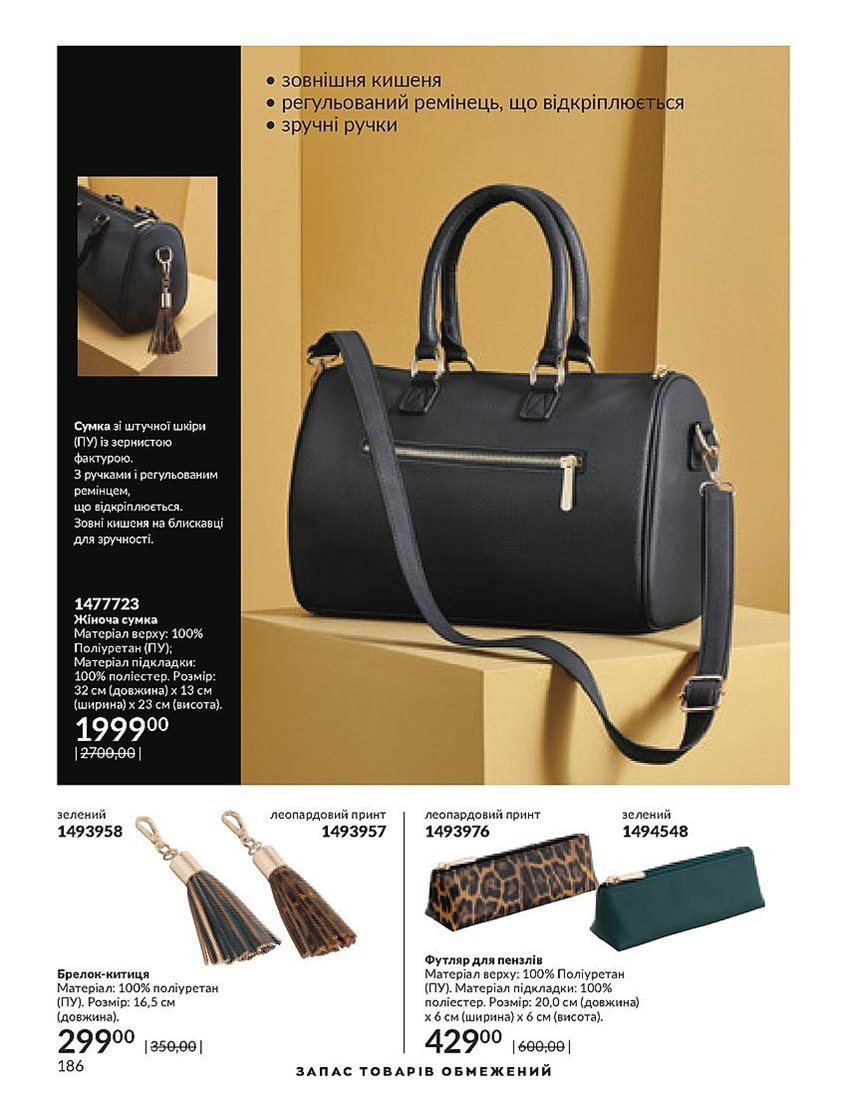 • зовнішня кишеня
• регульований ремінець, що відкріплюється
• зручні ручки
Сумка зі штучної шкіри
(ПУ) із зернистою
фактурою.
З ручками і регульованим
ремінцем,
що відкріплюється.
Зовні кишеня на блискавці
для зручності.
1477723
Жіноча сумка
Матеріал верху: 100%
Поліуретан (ПУ);
Матеріал підкладки:
100% поліестер. Розмір:
32 см (довжина) х 13 см
(ширина) х 23 см (висота).
1999 00
|2700,00|
зелений
1493958
леопардовий принт
1493957
Брелок-китиця
Матеріал: 100% поліуретан
(ПУ). Розмір: 16,5 см
(довжина).
299 00 |350,00|
леопардовий принт
1493976
зелений
1494548
Футляр для пензлів
Матеріал верху: 100% Поліуретан
(ПУ). Матеріал підкладки: 100%
поліестер. Розмір: 20,0 см (довжина)
х 6 см (ширина) х 6 см (висота).
429 00 |600,00|
186
ЗАПАС ТОВАРІВ ОБМЕЖЕНИЙ